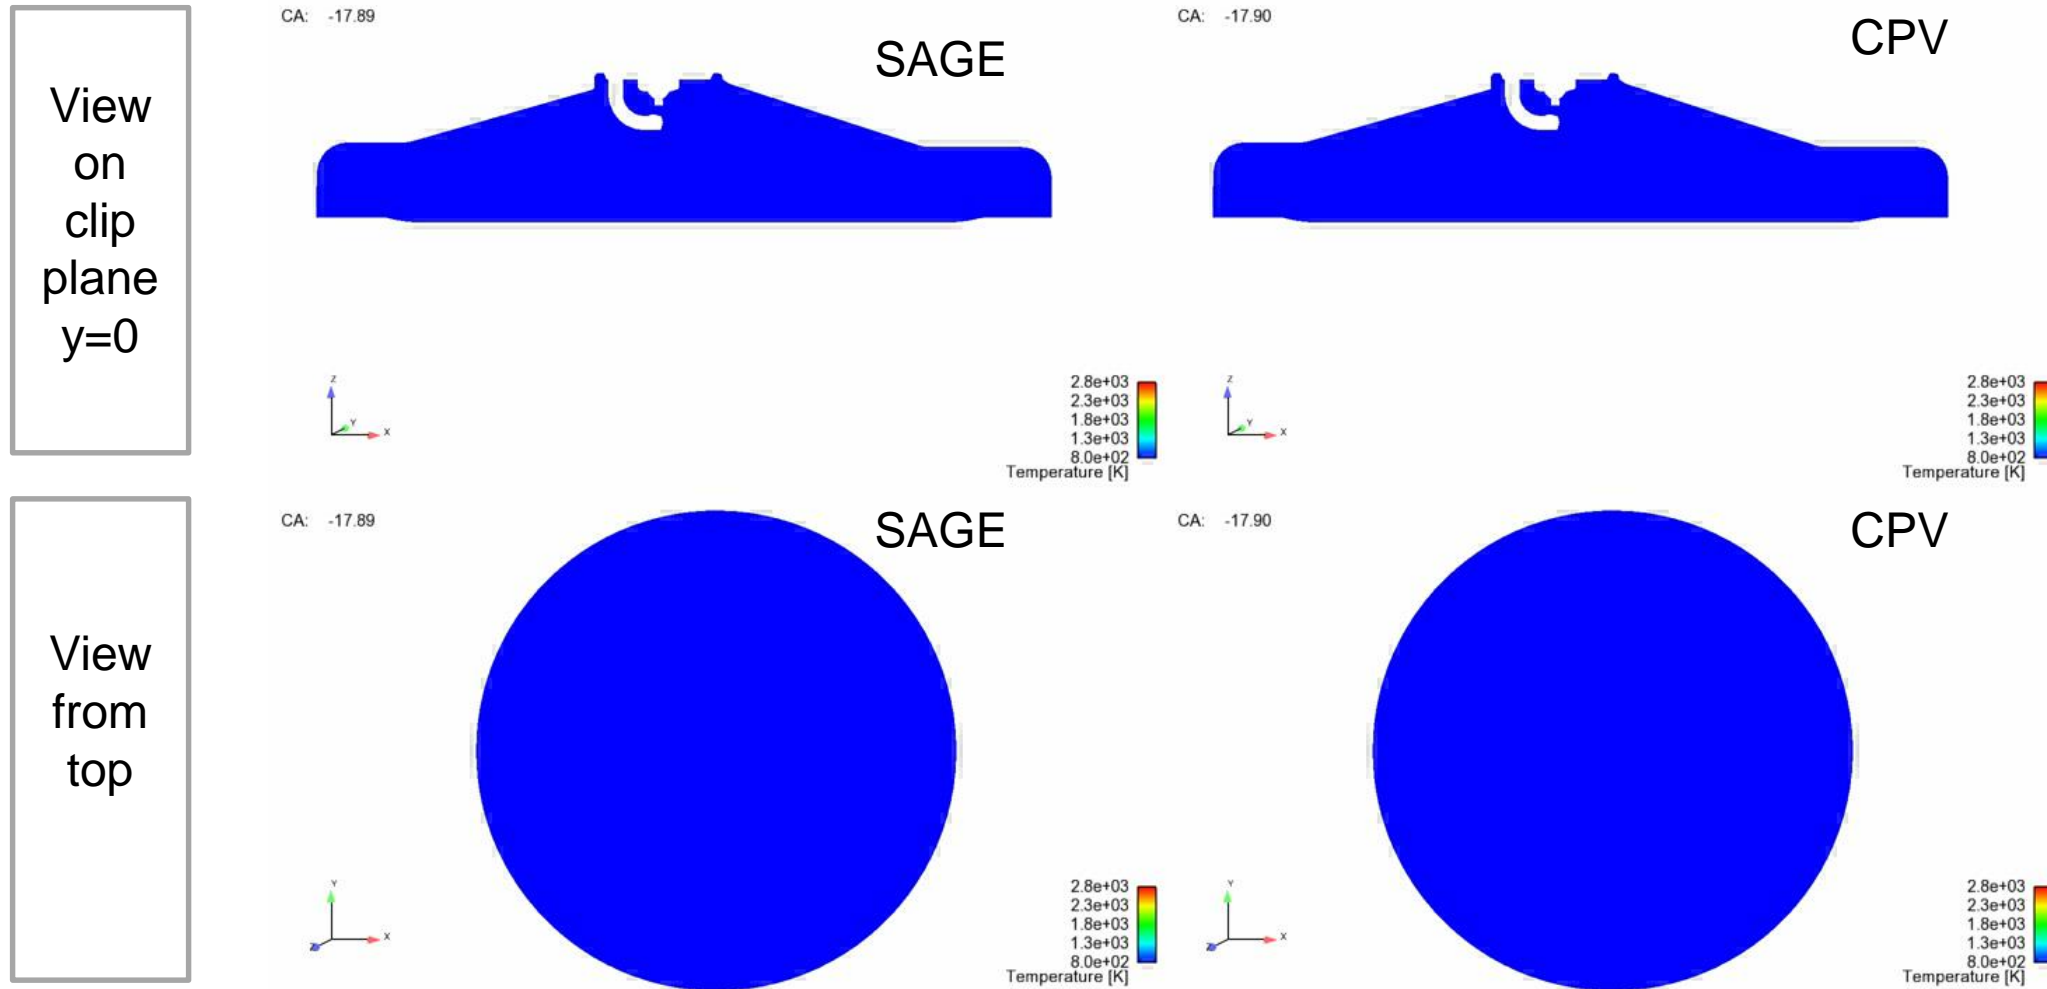 View
on
clip
plane
y=0
CA: -17.89
SAGE
2.8e+03
2.3e+03
1.8e+03
1.3e+03
8.0e+02
Temperature [K]
Z
Y
X
CA: -17.90
CPV
2.8e+03
2.3e+03
1.8e+03
1.3e+03
8.0e+02
Temperature [K]
Z
Y
X
View
from
top
CA: -17.89
SAGE
2.8e+03
2.3e+03
1.8e+03
1.3e+03
8.0e+02
Temperature [K]
Y
X
Z
CA: -17.90
CPV
2.8e+03
2.3e+03
1.8e+03
1.3e+03
8.0e+02
Temperature [K]
Y
X
Z